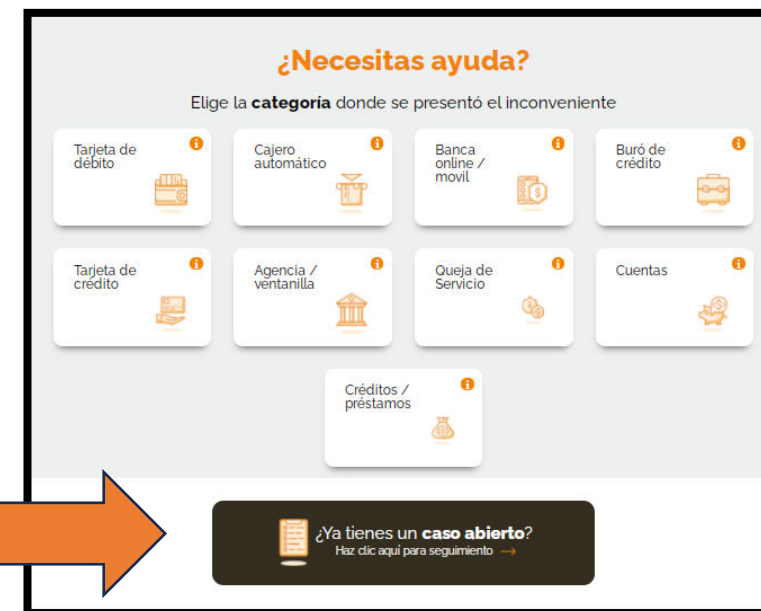 ¿Necesitas ayuda?
Elige la categoría donde se presentó el inconveniente
Tarjeta de
débito
Cajero
automático
Banca
online /
movil
Buró de
crédito
Tarjeta de
crédito
Agencia /
ventanilla
Queja de
Servicio
Cuentas
Créditos /
préstamos
¿Ya tienes un caso abierto?
Haz clic aquí para seguimiento →